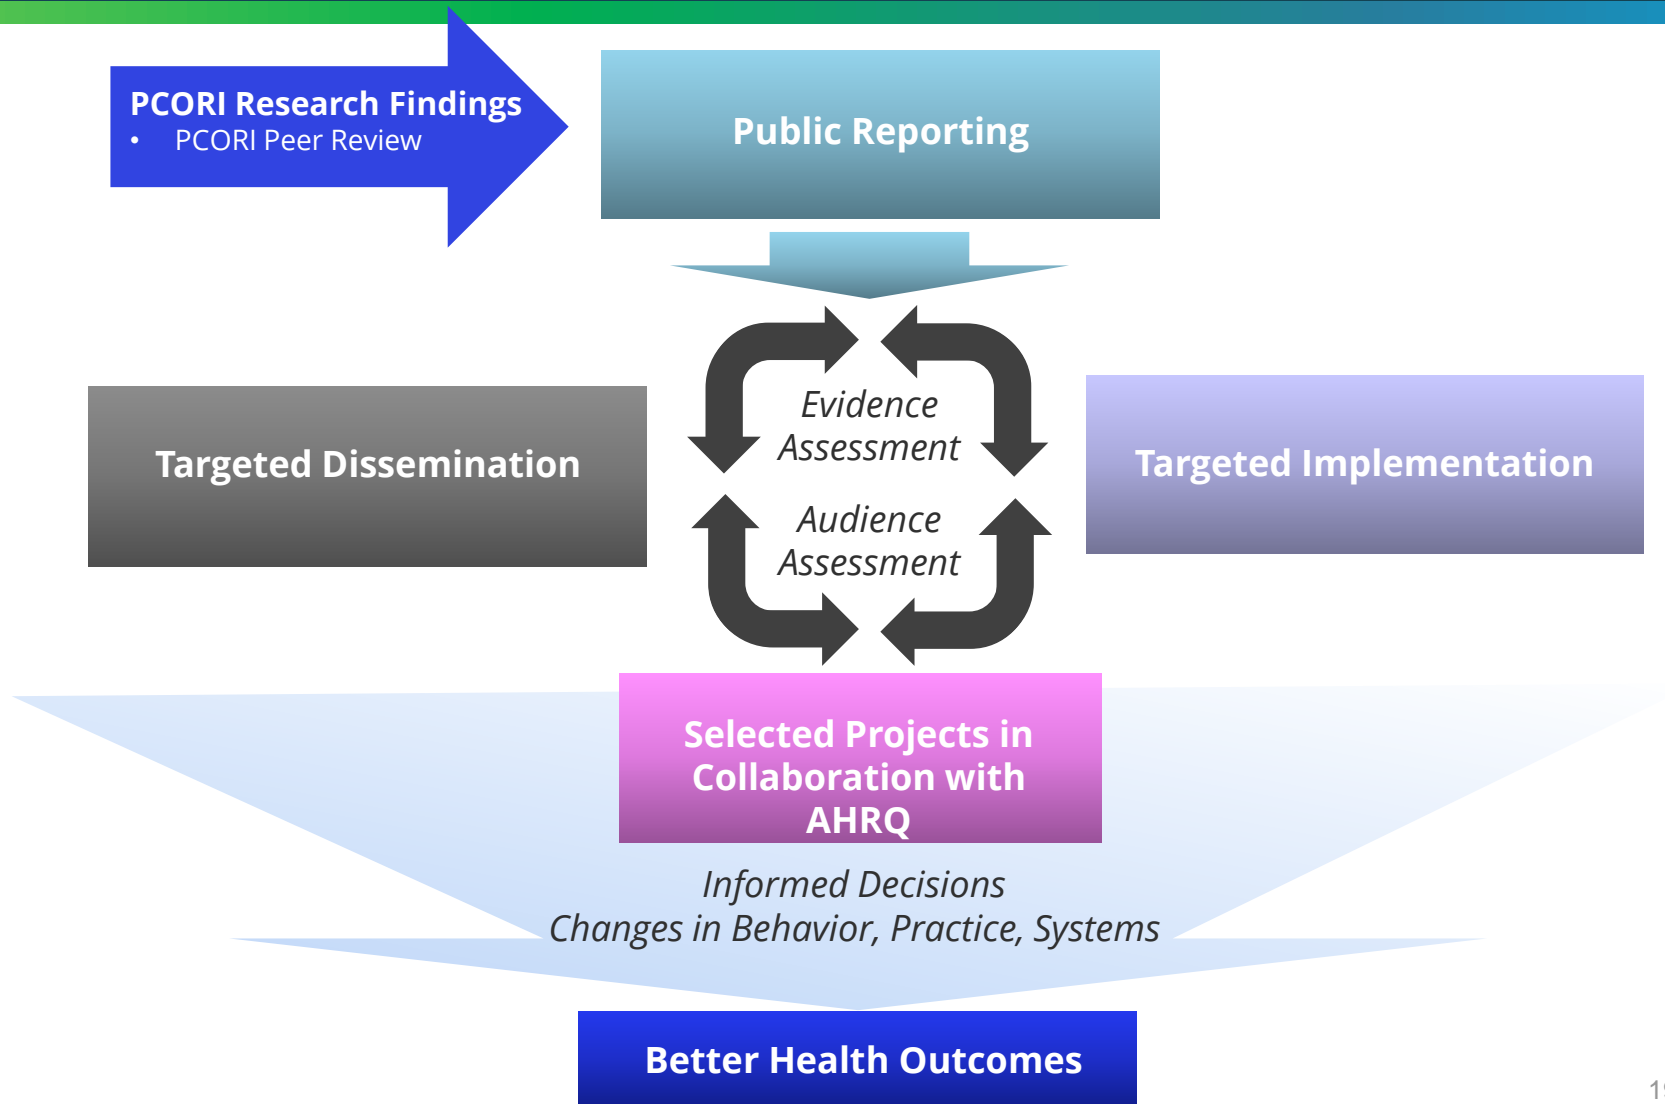 PCORI Research Findings
• PCORI Peer Review
Public Reporting
Evidence
Assessment
Targeted Dissemination
Targeted Implementation
Audience
Assessment
Selected Projects in
Collaboration with
AHRQ
Informed Decisions
Changes in Behavior, Practice, Systems
Better Health Outcomes